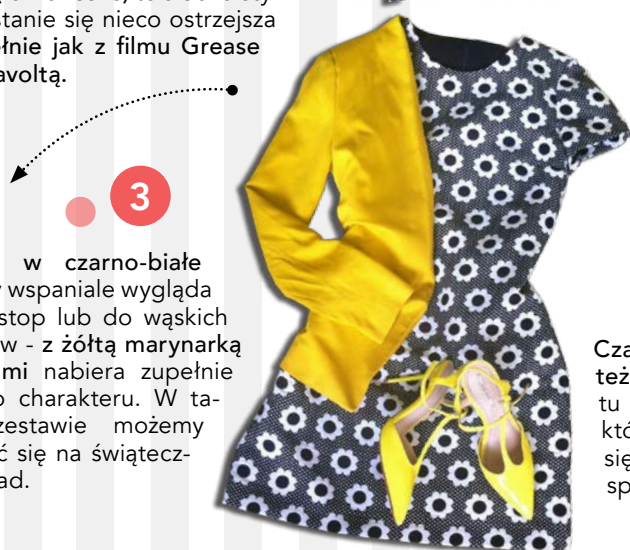 stanie się nieco ostrzejsza
łnie jak z filmu Grease
avoltą.
3
w czarno-białe
wspaniale wygląda
stop lub do wąskich
w - z żółtą marynarką
mi nabiera zupełnie
charakteru. W ta-
zestawie możemy
ć się na świątecz-
ad.
Cza
też
tu
któ
się
sp